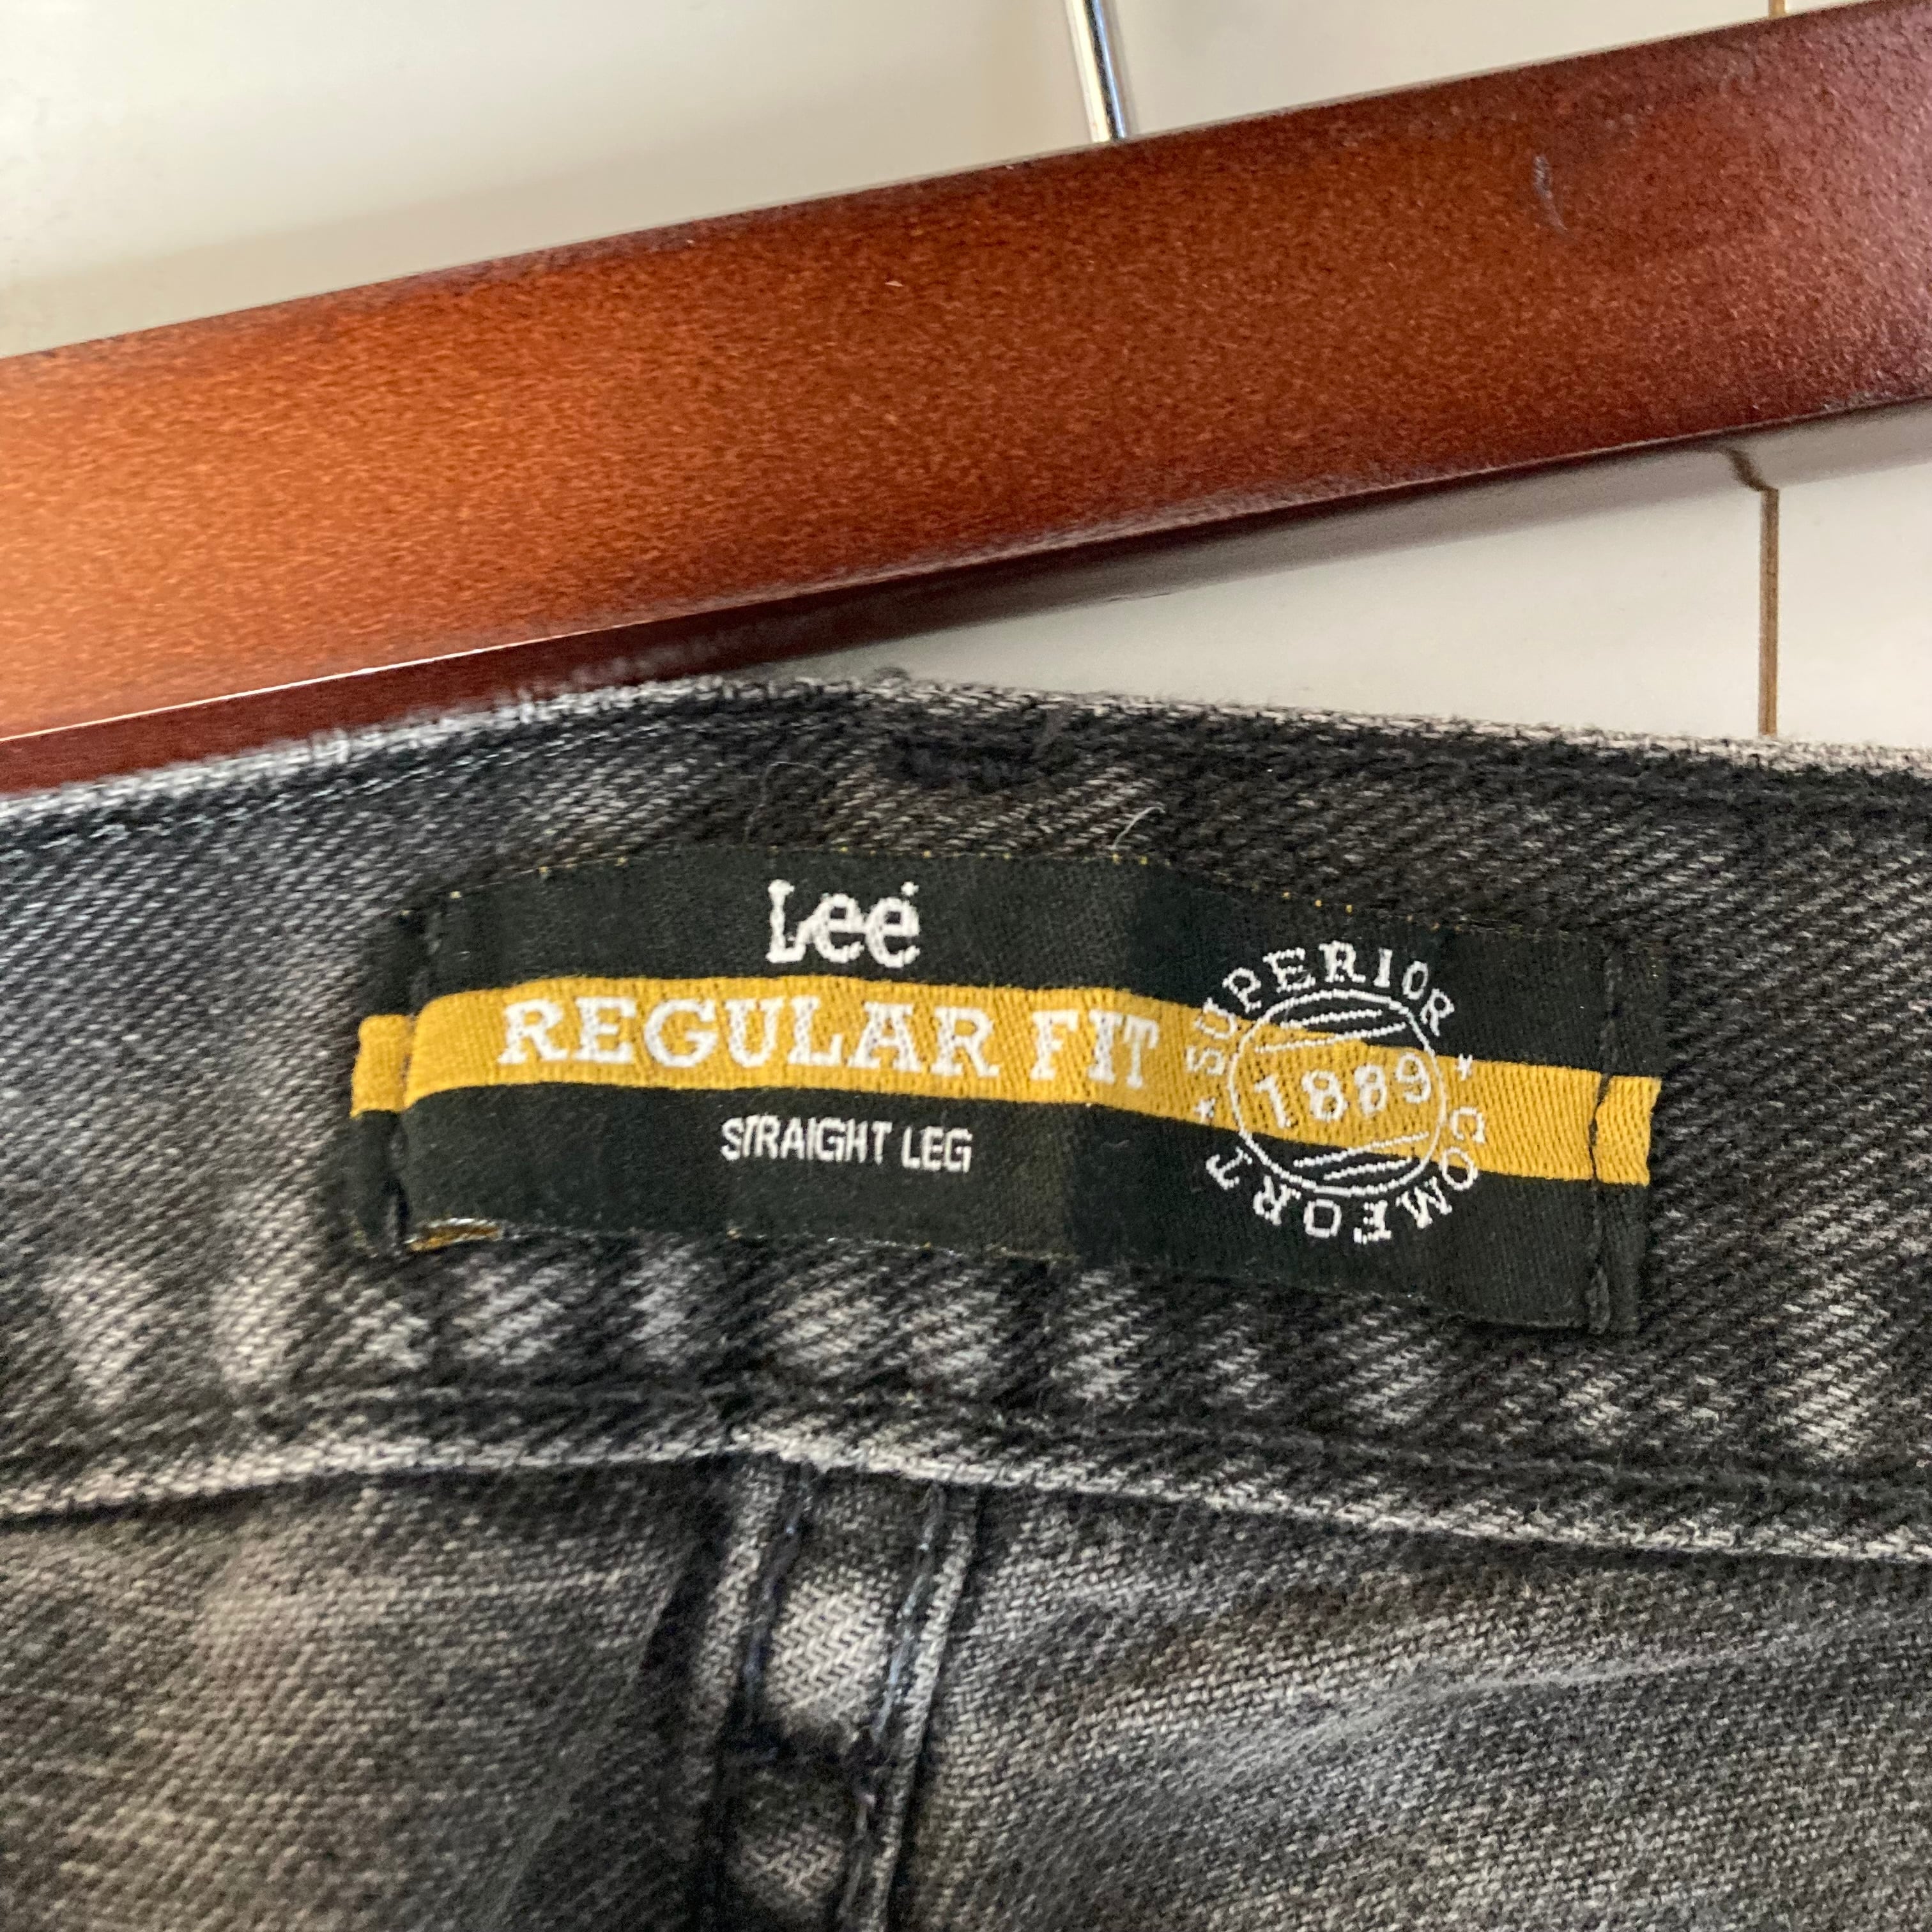 Lee
REGULAR FIT
STRAIGHT LEG
SUPERIOR
1889
COMFORT